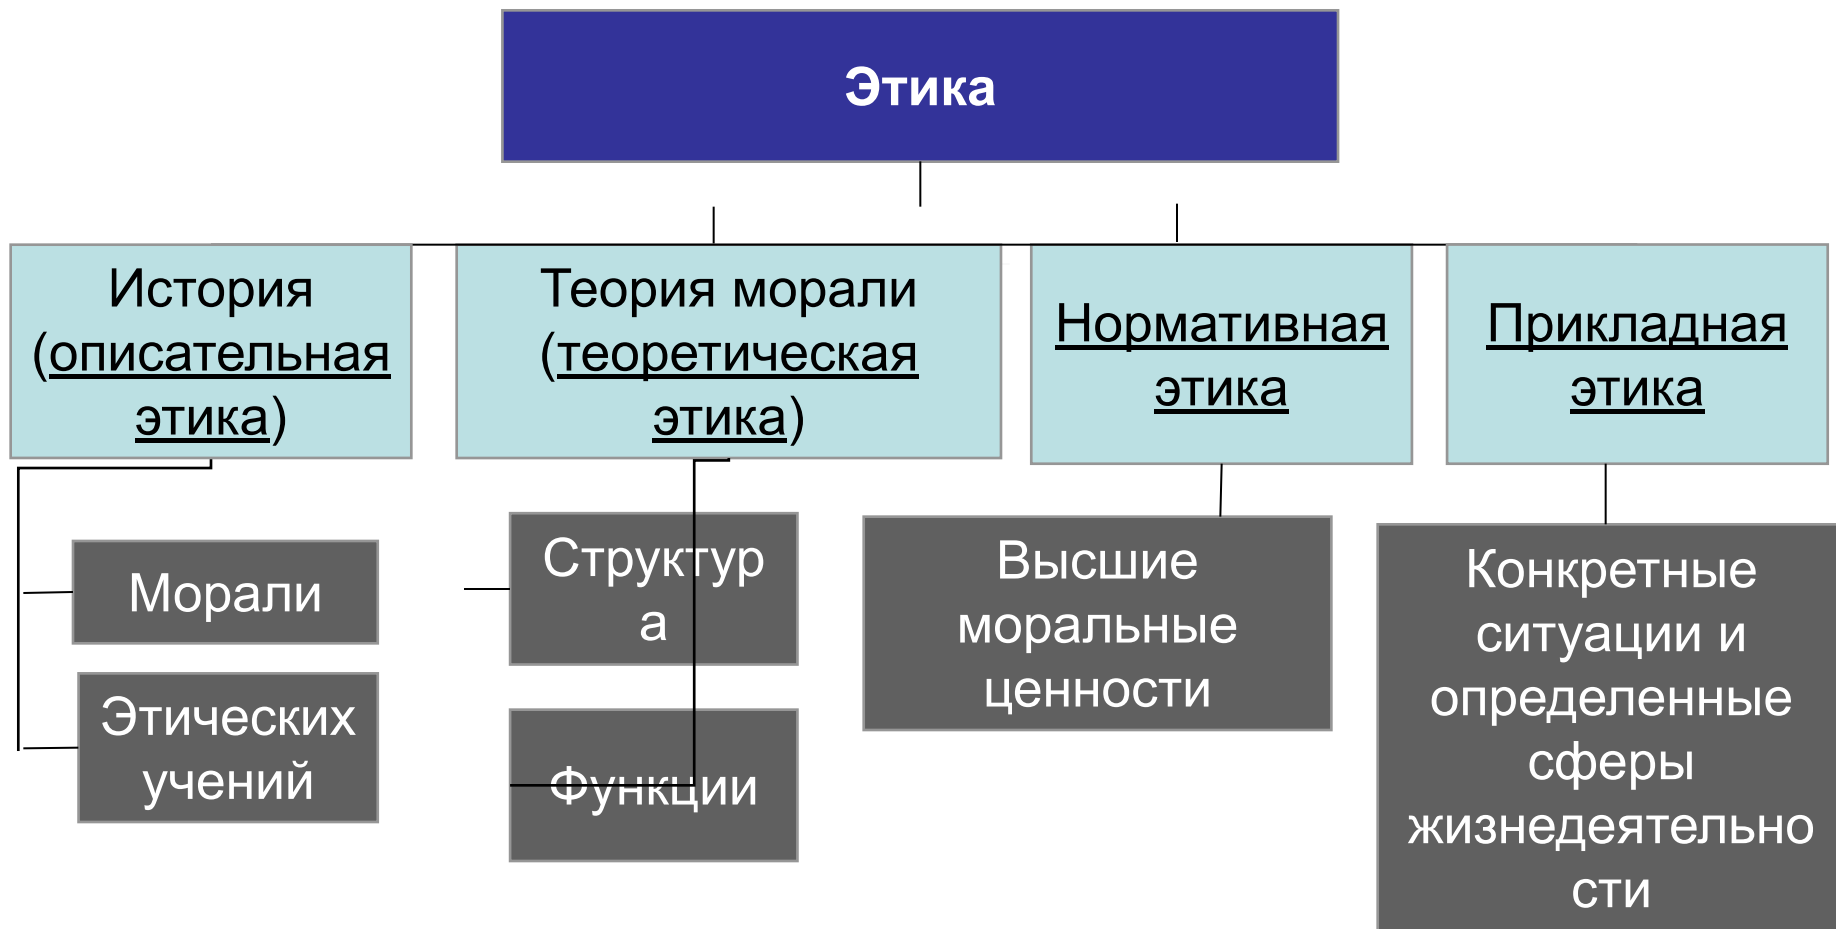 Этика
История
(описательная
этика)
Теория морали
(теоретическая
этика)
Нормативная
этика
Прикладная
этика
Морали
Этических
учений
Структур
а
Функции
Высшие
моральные
ценности
Конкретные
ситуации и
определенные
сферы
жизнедеятельно
сти